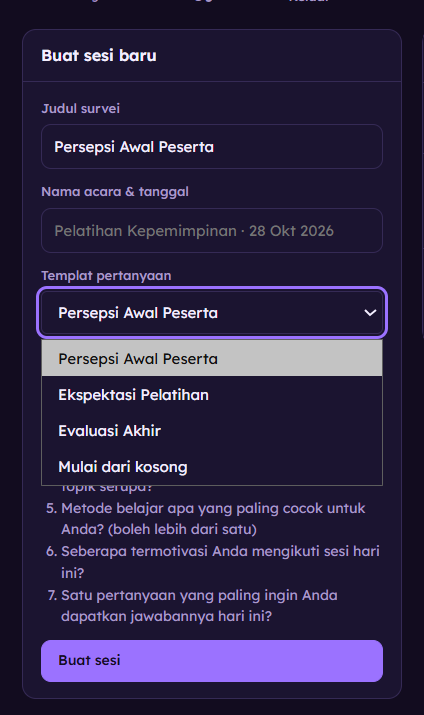 Buat sesi baru
Judul survei
Persepsi Awal Peserta
Nama acara & tanggal
Pelatihan Kepemimpinan · 28 Okt 2026
Templat pertanyaan
Persepsi Awal Peserta
Persepsi Awal Peserta
Ekspektasi Pelatihan
Evaluasi Akhir
Mulai dari kosong
topik serupa?
5. Metode belajar apa yang paling cocok untuk
Anda? (boleh lebih dari satu)
6. Seberapa termotivasi Anda mengikuti sesi hari
ini?
7. Satu pertanyaan yang paling ingin Anda
dapatkan jawabannya hari ini?
Buat sesi